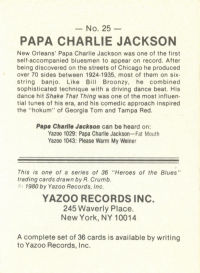 — No. 25 —
PAPA CHARLIE JACKSON
New Orleans' Papa Charlie Jackson was one of the first
self-accompanied bluesmen to appear on record. After
being discovered on the streets of Chicago he produced
over 70 sides between 1924-1935, most of them on six-
string banjo. Like Bill Broonzy, he combined
sophisticated technique with a driving dance beat. His
dance hit Shake That Thing was one of the most influen-
tial tunes of his era, and his comedic approach inspired
the "hokum" of Georgia Tom and Tampa Red.
Papa Charlie Jackson can be heard on:
Yazoo 1029: Papa Charlie Jackson—Fat Mouth
Yazoo 1043: Please Warm My Weiner
This is one of a series of 36 "Heroes of the Blues"
trading cards drawn by R. Crumb.
© 1980 by Yazoo Records, Inc.
YAZOO RECORDS INC.
245 Waverly Place.
New York, NY 10014
A complete set of 36 cards is available by writing
to Yazoo Records, Inc.